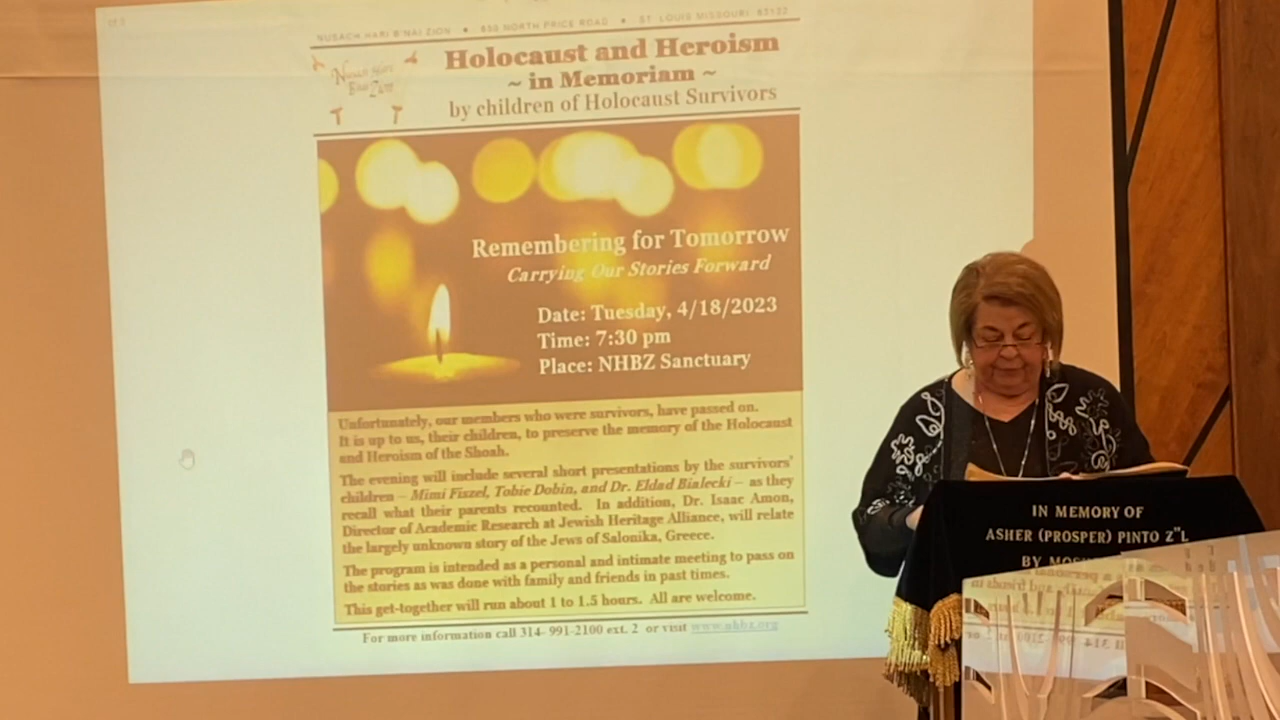 NUSACH HARI B'NAI ZION • 650 NORTH PRICE ROAD • ST. LOUIS MISSOURI 63132
Nusach Hari
B'nai Zion
Holocaust and Heroism
~ in Memoriam ~
by children of Holocaust Survivors
Remembering for Tomorrow
Carrying Our Stories Forward
Date: Tuesday, 4/18/2023
Time: 7:30 pm
Place: NHBZ Sanctuary
Unfortunately, our members who were survivors, have passed on.
It is up to us, their children, to preserve the memory of the Holocaust
and Heroism of the Shoah.
The evening will include several short presentations by the survivors'
children – Mimi Fiszel, Tobie Dobin, and Dr. Eldad Bialecki – as they
recall what their parents recounted. In addition, Dr. Isaac Amon,
Director of Academic Research at Jewish Heritage Alliance, will relate
the largely unknown story of the Jews of Salonika, Greece.
The program is intended as a personal and intimate meeting to pass on
the stories as was done with family and friends in past times.
This get-together will run about 1 to 1.5 hours. All are welcome.
For more information call 314- 991-2100 ext. 2 or visit www.nhbz.org
IN MEMORY OF
ASHER (PROSPER) PINTO Z"L
BY